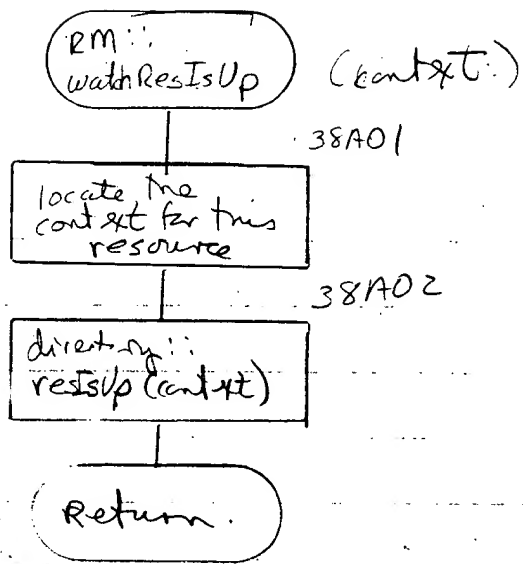 RM::
watchResIsUp
(context:)
38A01
locate the
context for this
resource
38A02
directory::
resIsUp (context)
Return.